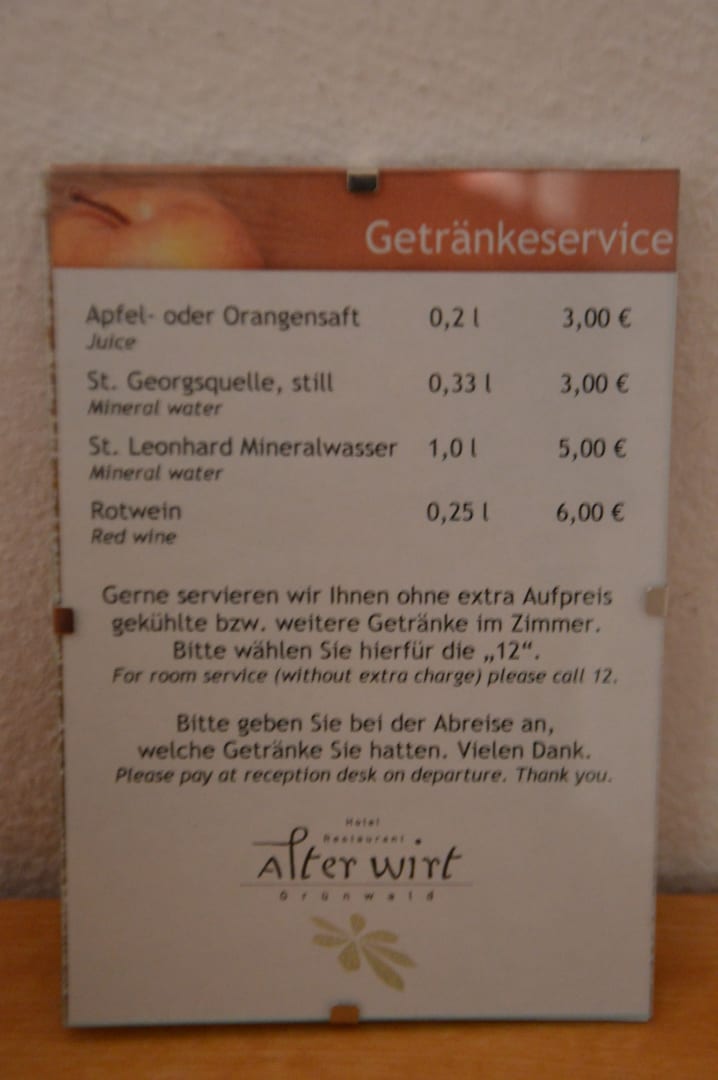 Getränkeservice
Apfel- oder Orangensaft 0,2 l 3,00 €
Juice
St. Georgsquelle, still 0,33 l 3,00 €
Mineral water
St. Leonhard Mineralwasser 1,0 l 5,00 €
Mineral water
Rotwein 0,25 l 6,00 €
Red wine
Gerne servieren wir Ihnen ohne extra Aufpreis
gekühlte bzw. weitere Getränke im Zimmer.
Bitte wählen Sie hierfür die „12“.
For room service (without extra charge) please call 12.
Bitte geben Sie bei der Abreise an,
welche Getränke Sie hatten. Vielen Dank.
Please pay at reception desk on departure. Thank you.
Hotel
Restaurant
Alter Wirt
Grünwald